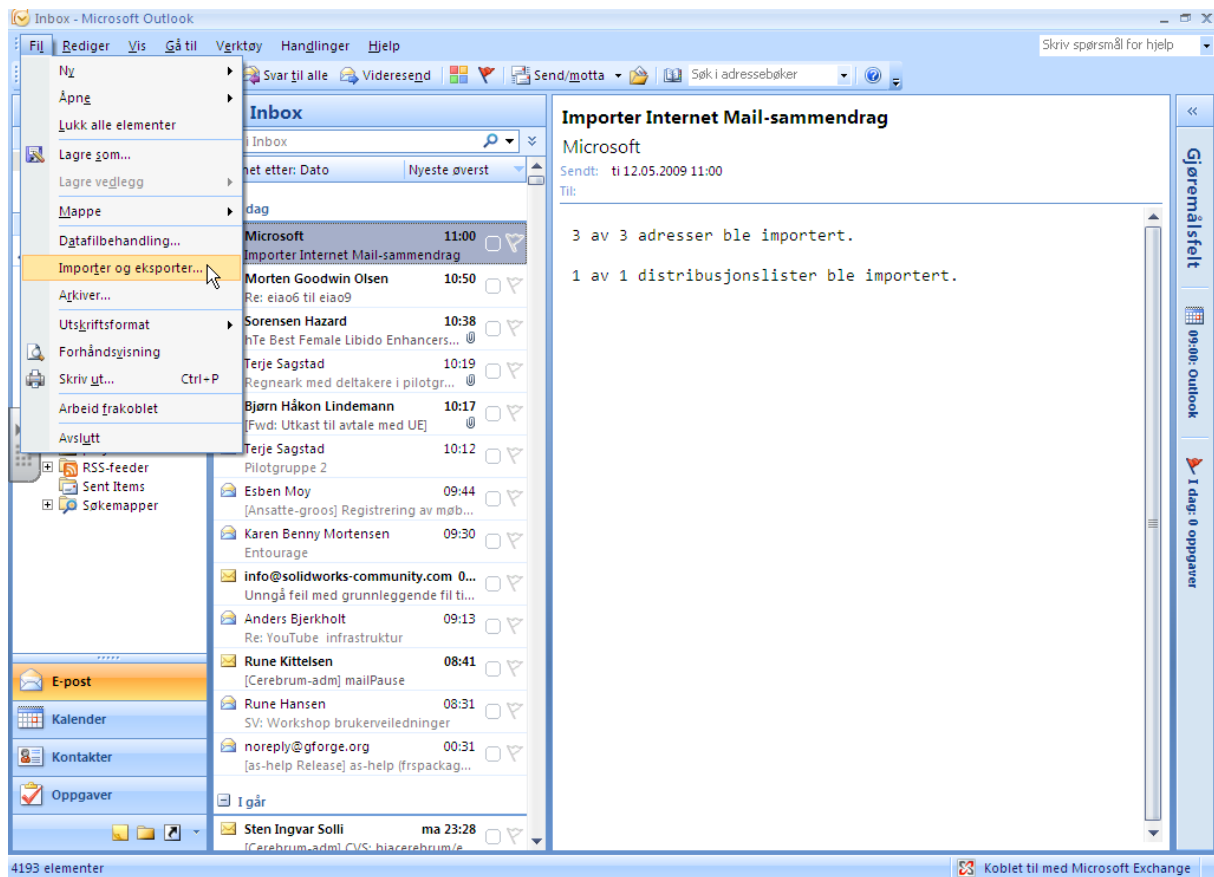 Inbox - Microsoft Outlook
Fil Rediger Vis Gå til Verktøy Handlinger Hjelp
Skriv spørsmål for hjelp
Svar til alle Videresend Send/motta Søk i adressebøker
Ny
Åpne
Lukk alle elementer
Lagre som...
Lagre vedlegg
Mappe
Datafilbehandling...
Importer og eksporter...
Arkiver...
Utskriftsformat
Forhåndsvisning
Skriv ut... Ctrl+P
Arbeid frakoblet
Avslutt
RSS-feeder
Sent Items
Søkemapper
E-post
Kalender
Kontakter
Oppgaver
Inbox
i Inbox
net etter: Dato Nyeste øverst
dag
Microsoft 11:00
Importer Internet Mail-sammendrag
Morten Goodwin Olsen 10:50
Re: eiao6 til eiao9
Sorensen Hazard 10:38
hTe Best Female Libido Enhancers...
Terje Sagstad 10:19
Regneark med deltakere i pilotgr...
Bjørn Håkon Lindemann 10:17
[Fwd: Utkast til avtale med UE]
Terje Sagstad 10:12
Pilotgruppe 2
Esben Moy 09:44
[Ansatte-groos] Registrering av møb...
Karen Benny Mortensen 09:30
Entourage
info@solidworks-community.com 0...
Unngå feil med grunnleggende fil ti...
Anders Bjerkholt 09:13
Re: YouTube infrastruktur
Rune Kittelsen 08:41
[Cerebrum-adm] mailPause
Rune Hansen 08:31
SV: Workshop brukerveiledninger
noreply@gforge.org 00:31
[as-help Release] as-help (frspackag...
I går
Sten Ingvar Solli ma 23:28
[Cerebrum-adm] CVS: hiacerebrum/e
Importer Internet Mail-sammendrag
Microsoft
Sendt: ti 12.05.2009 11:00
Til:
3 av 3 adresser ble importert.
1 av 1 distribusjonslister ble importert.
Gjøremålsfelt
09:00: Outlook
I dag: 0 oppgaver
4193 elementer
Koblet til med Microsoft Exchange